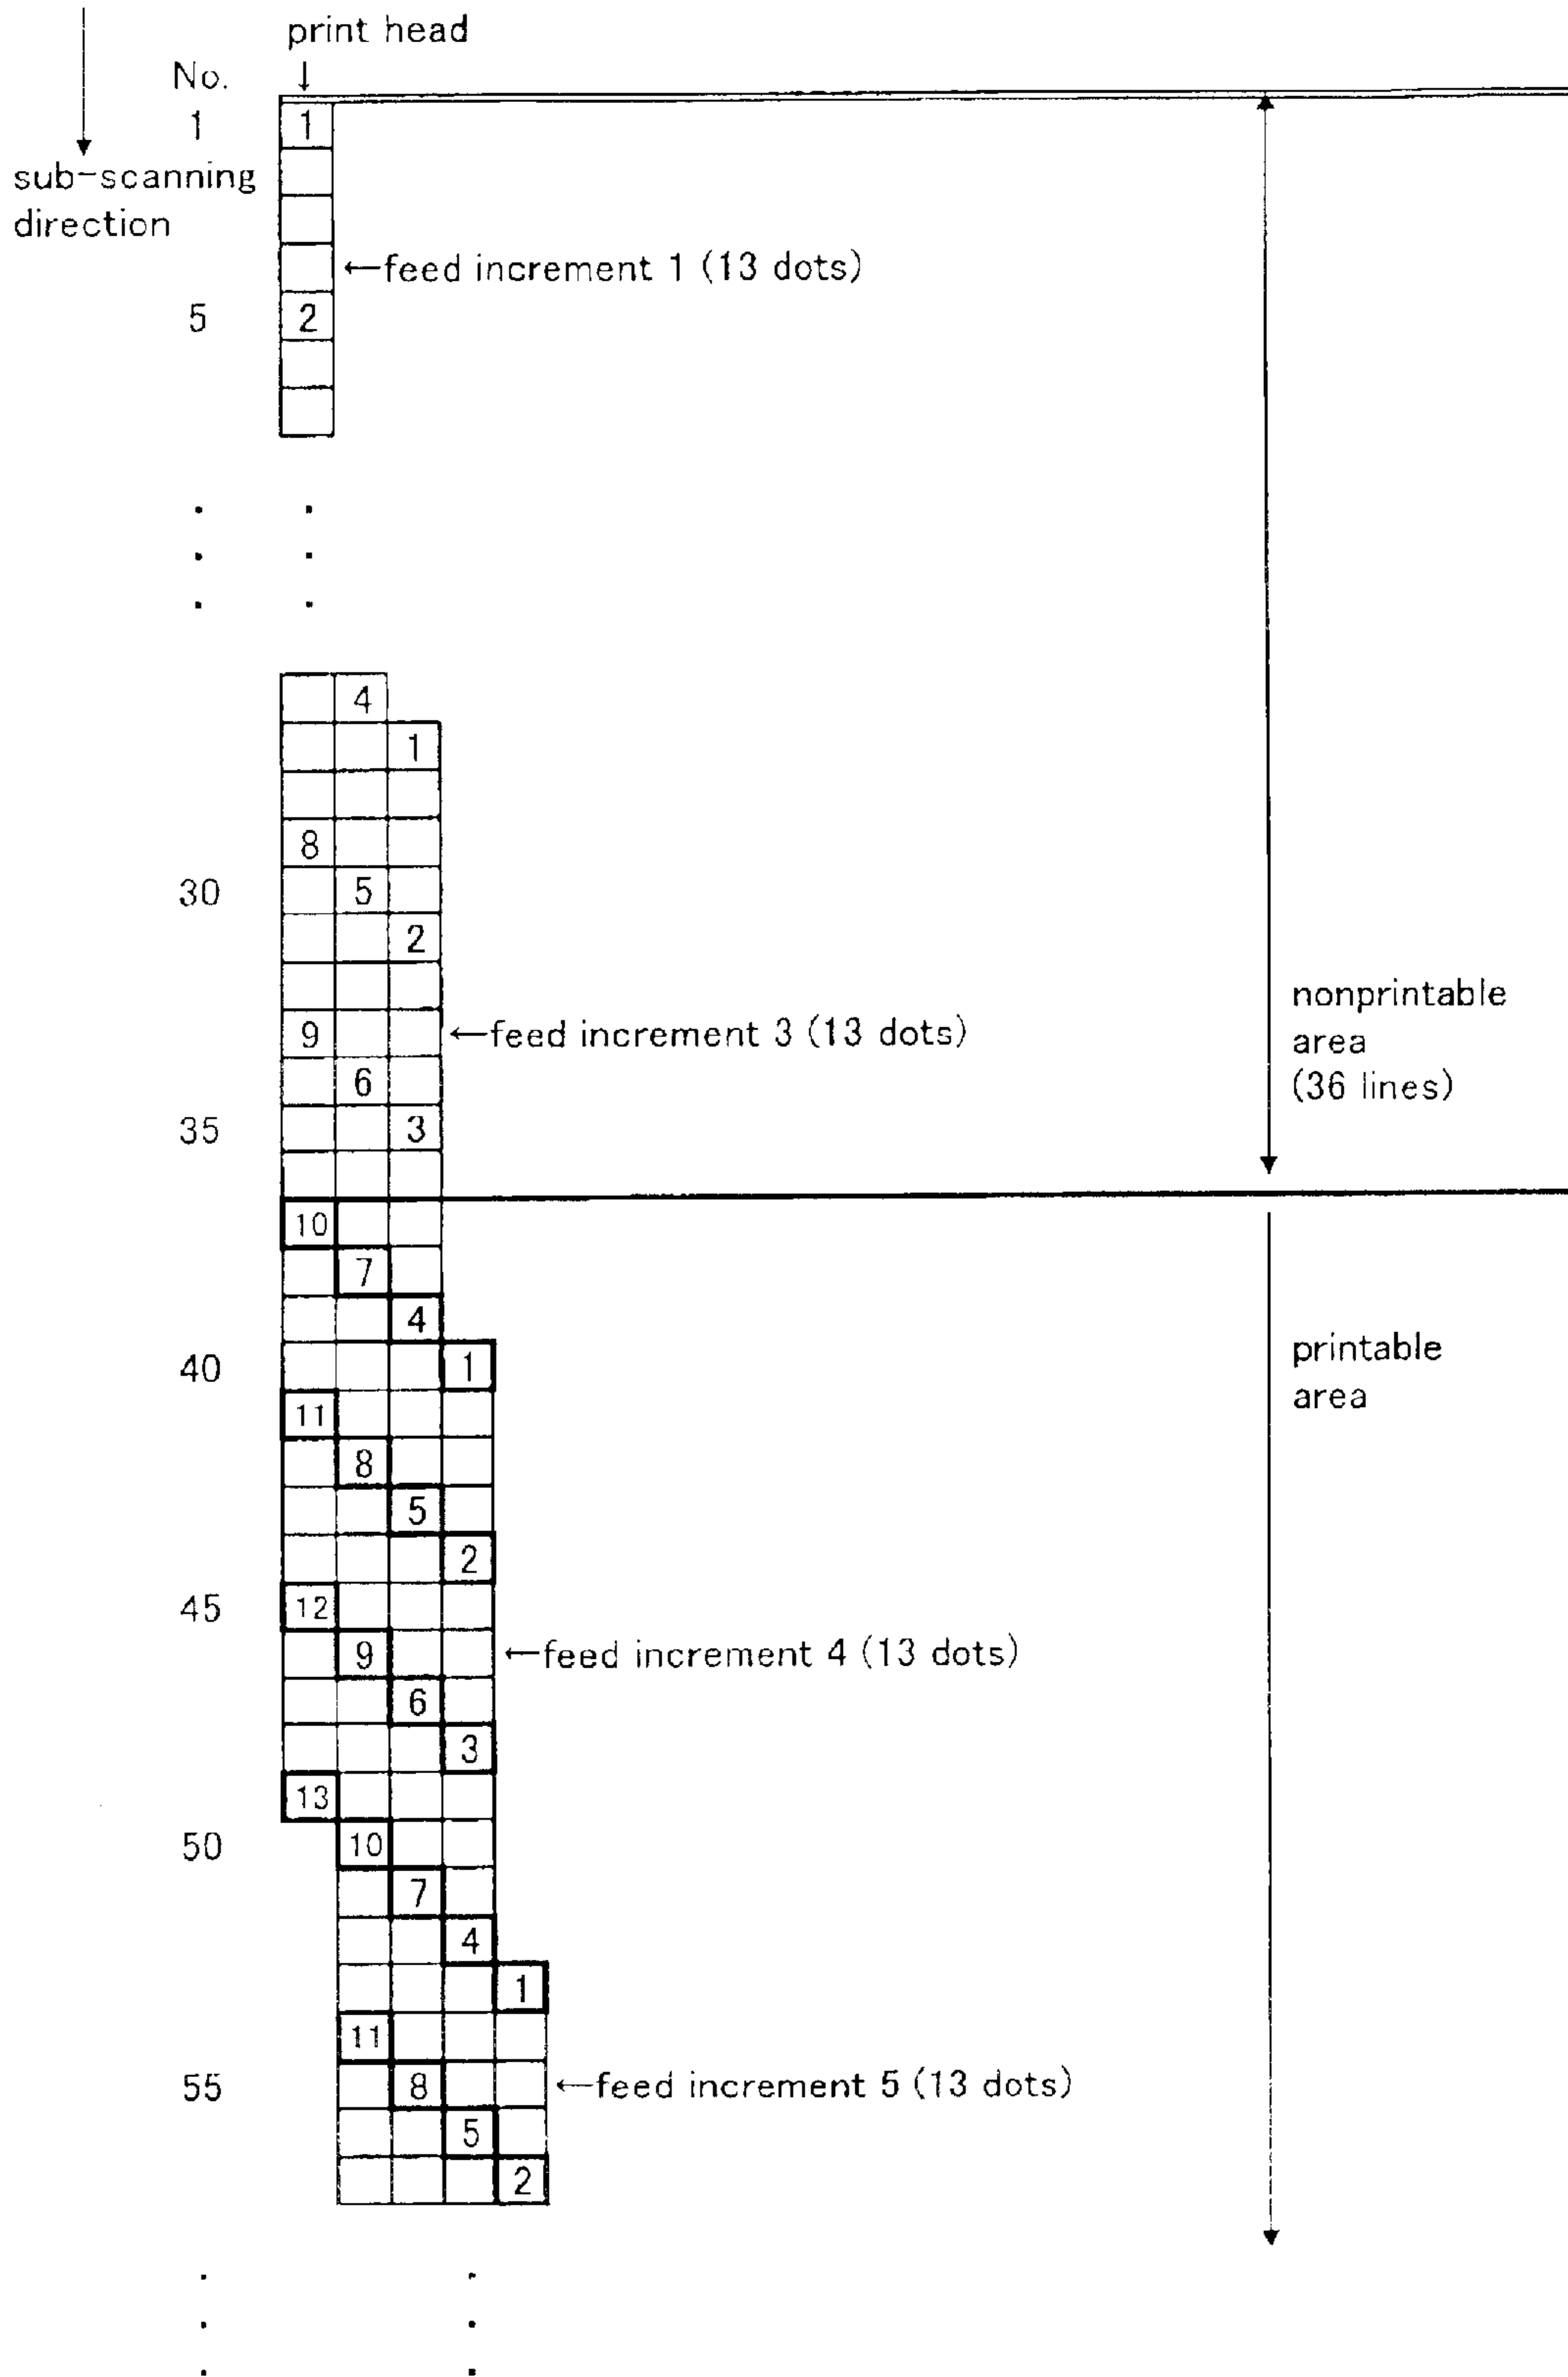 print head
No.
1 1
sub-scanning
direction
←feed increment 1 (13 dots)
5 2
4
1
8
30 5
2
9 ←feed increment 3 (13 dots)
6
35 3
nonprintable
area
(36 lines)
10
7
4
40 1
printable
area
11
8
5
2
45 12
9 ←feed increment 4 (13 dots)
6
3
13
50 10
7
4
1
11
55 8 ←feed increment 5 (13 dots)
5
2